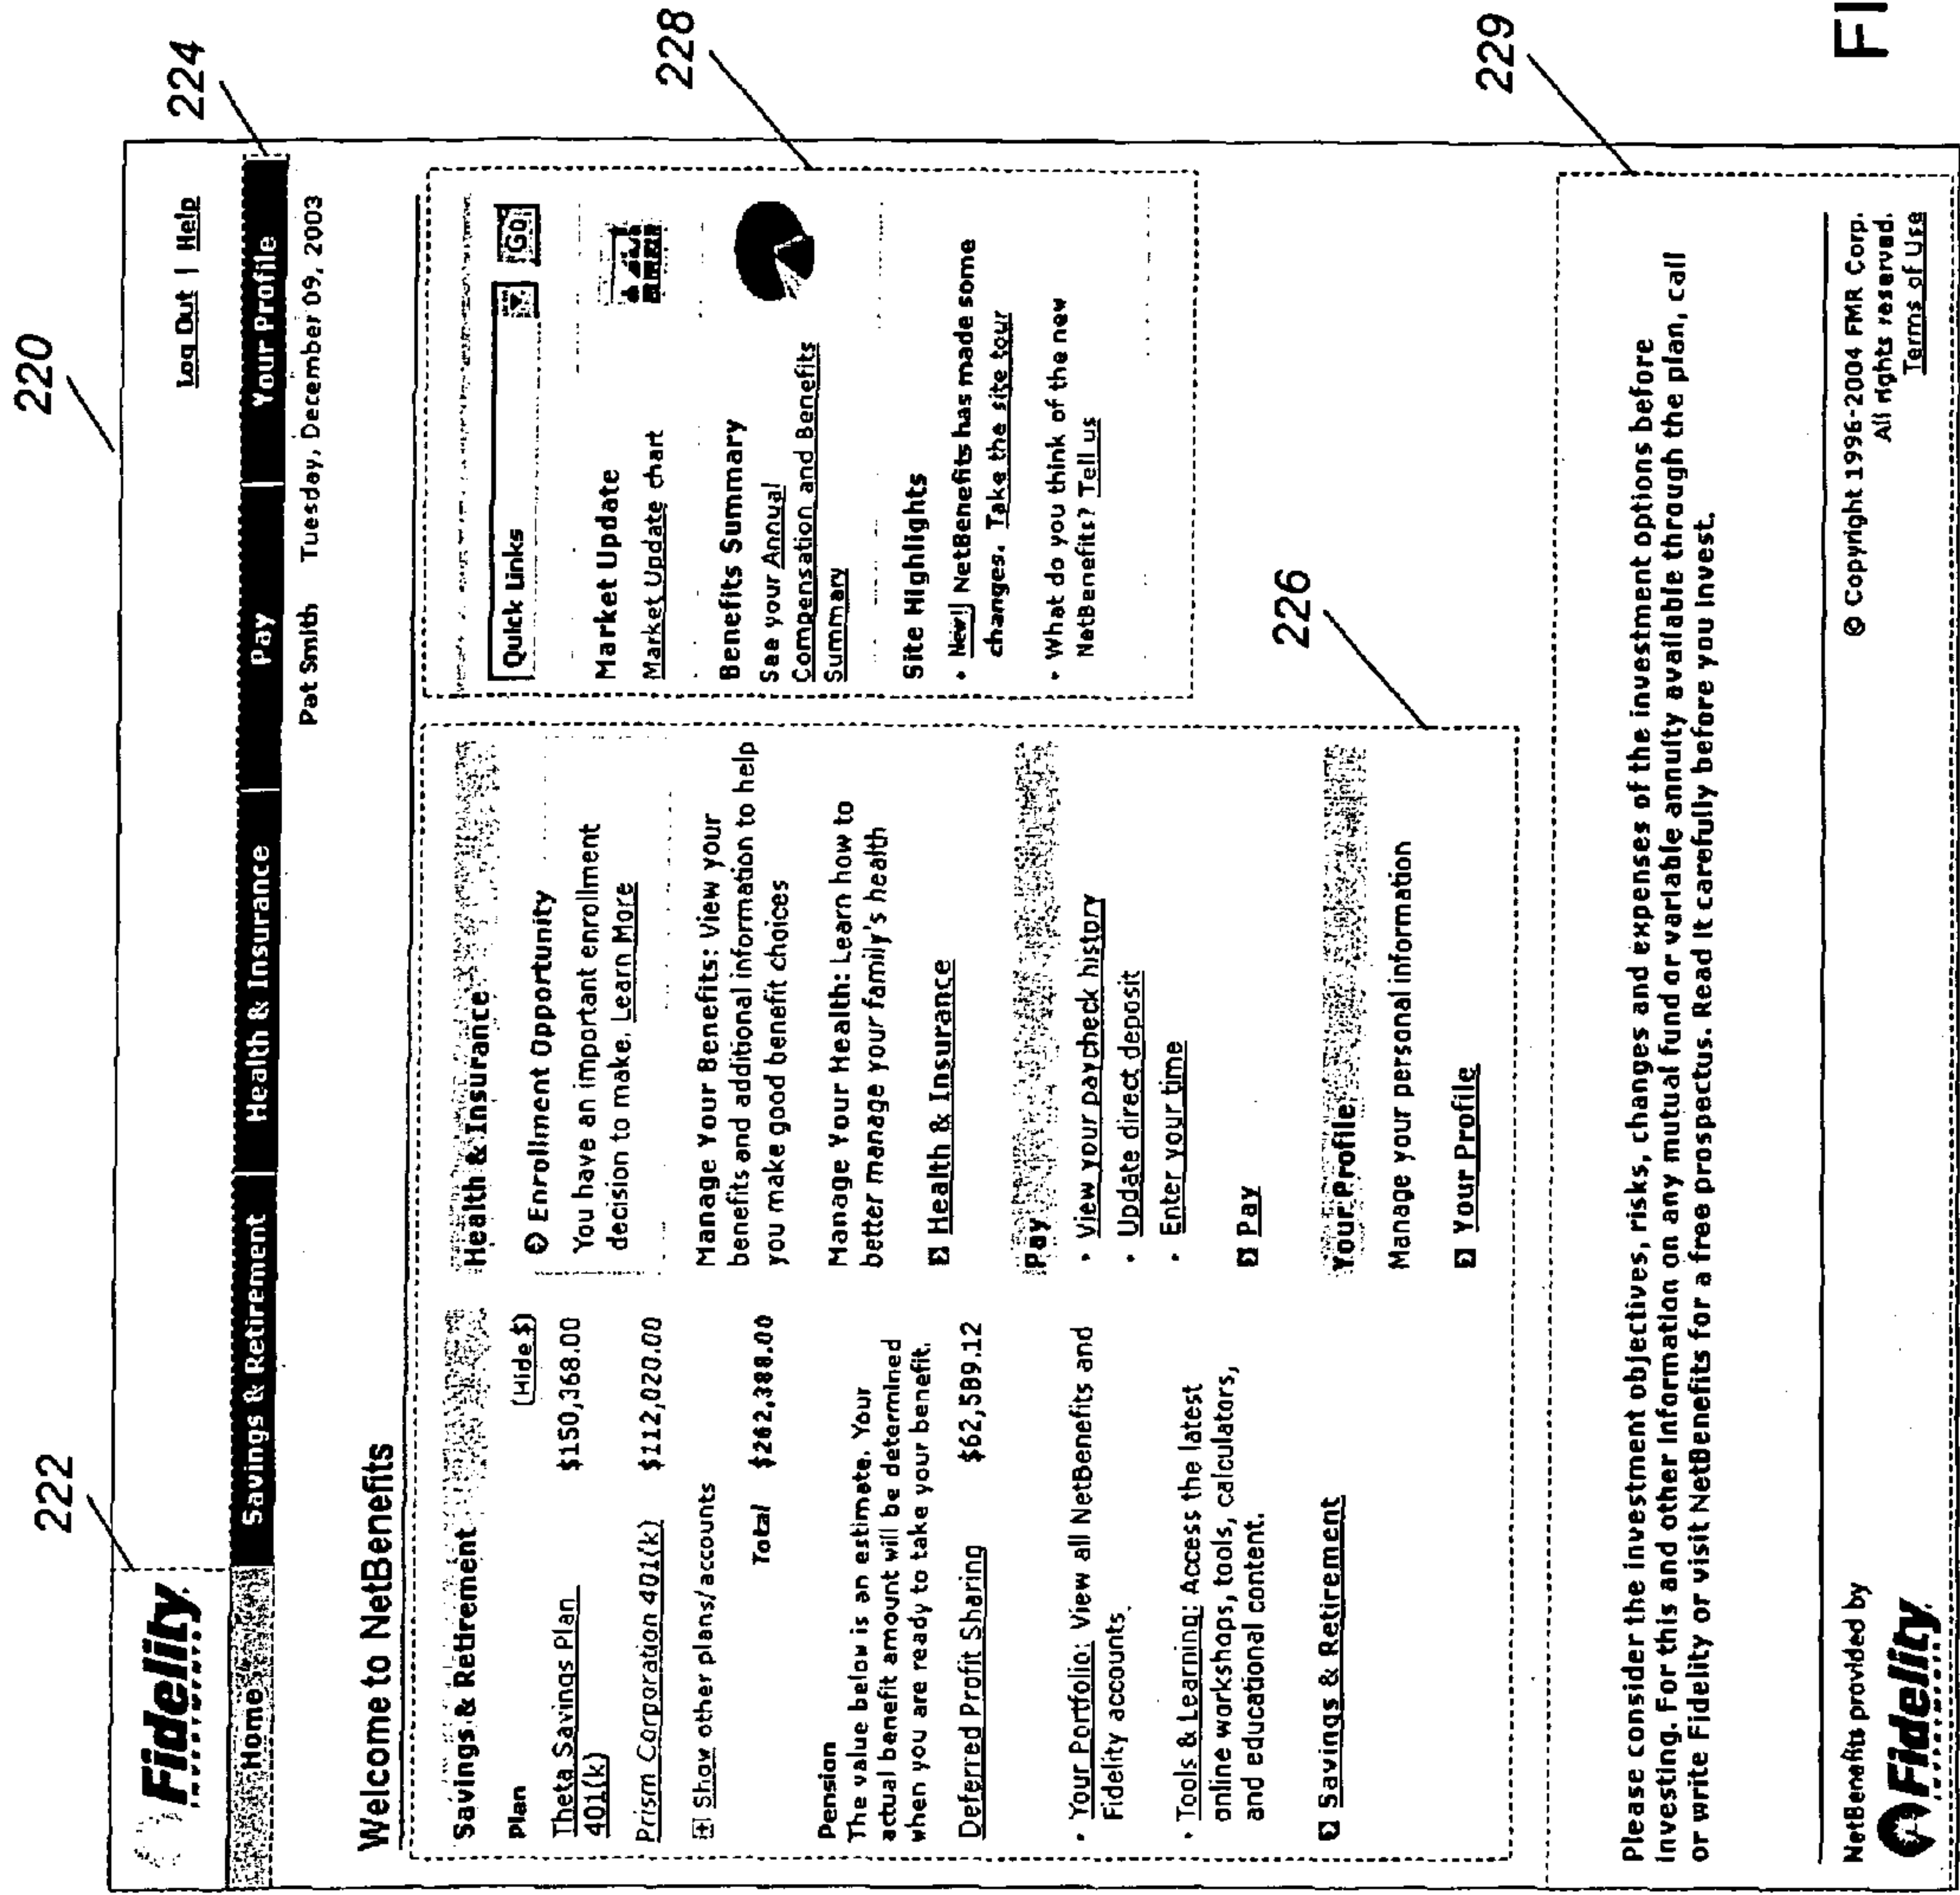 220
222
224
Fidelity
INVESTMENTS
Log Out | Help
Home
Savings & Retirement
Health & Insurance
Pay
Your Profile
Pat Smith Tuesday, December 09, 2003
Welcome to NetBenefits
226
Savings & Retirement
Plan (Hide $)
Theta Savings Plan $150,368.00
401(k)
Prism Corporation 401(k) $112,020.00
Show other plans/accounts
Total $262,388.00
Pension
The value below is an estimate. Your
actual benefit amount will be determined
when you are ready to take your benefit.
Deferred Profit Sharing $62,589.12
• Your Portfolio: View all NetBenefits and
Fidelity accounts.
• Tools & Learning: Access the latest
online workshops, tools, calculators,
and educational content.
Savings & Retirement
Health & Insurance
Enrollment Opportunity
You have an important enrollment
decision to make. Learn More
Manage Your Benefits: View your
benefits and additional information to help
you make good benefit choices
Manage Your Health: Learn how to
better manage your family's health
Health & Insurance
Pay
• View your paycheck history
• Update direct deposit
• Enter your time
Pay
Your Profile
Manage your personal information
Your Profile
228
Quick Links Go
Market Update
Market Update chart
Benefits Summary
See your Annual
Compensation and Benefits
Summary
Site Highlights
• New! NetBenefits has made some
changes. Take the site tour
• What do you think of the new
NetBenefits? Tell us
229
Please consider the investment objectives, risks, changes and expenses of the investment options before
investing. For this and other information on any mutual fund or variable annuity available through the plan, call
or write Fidelity or visit NetBenefits for a free prospectus. Read it carefully before you invest.
NetBenefits provided by
Fidelity
INVESTMENTS
© Copyright 1996-2004 FMR Corp.
All rights reserved.
Terms of Use